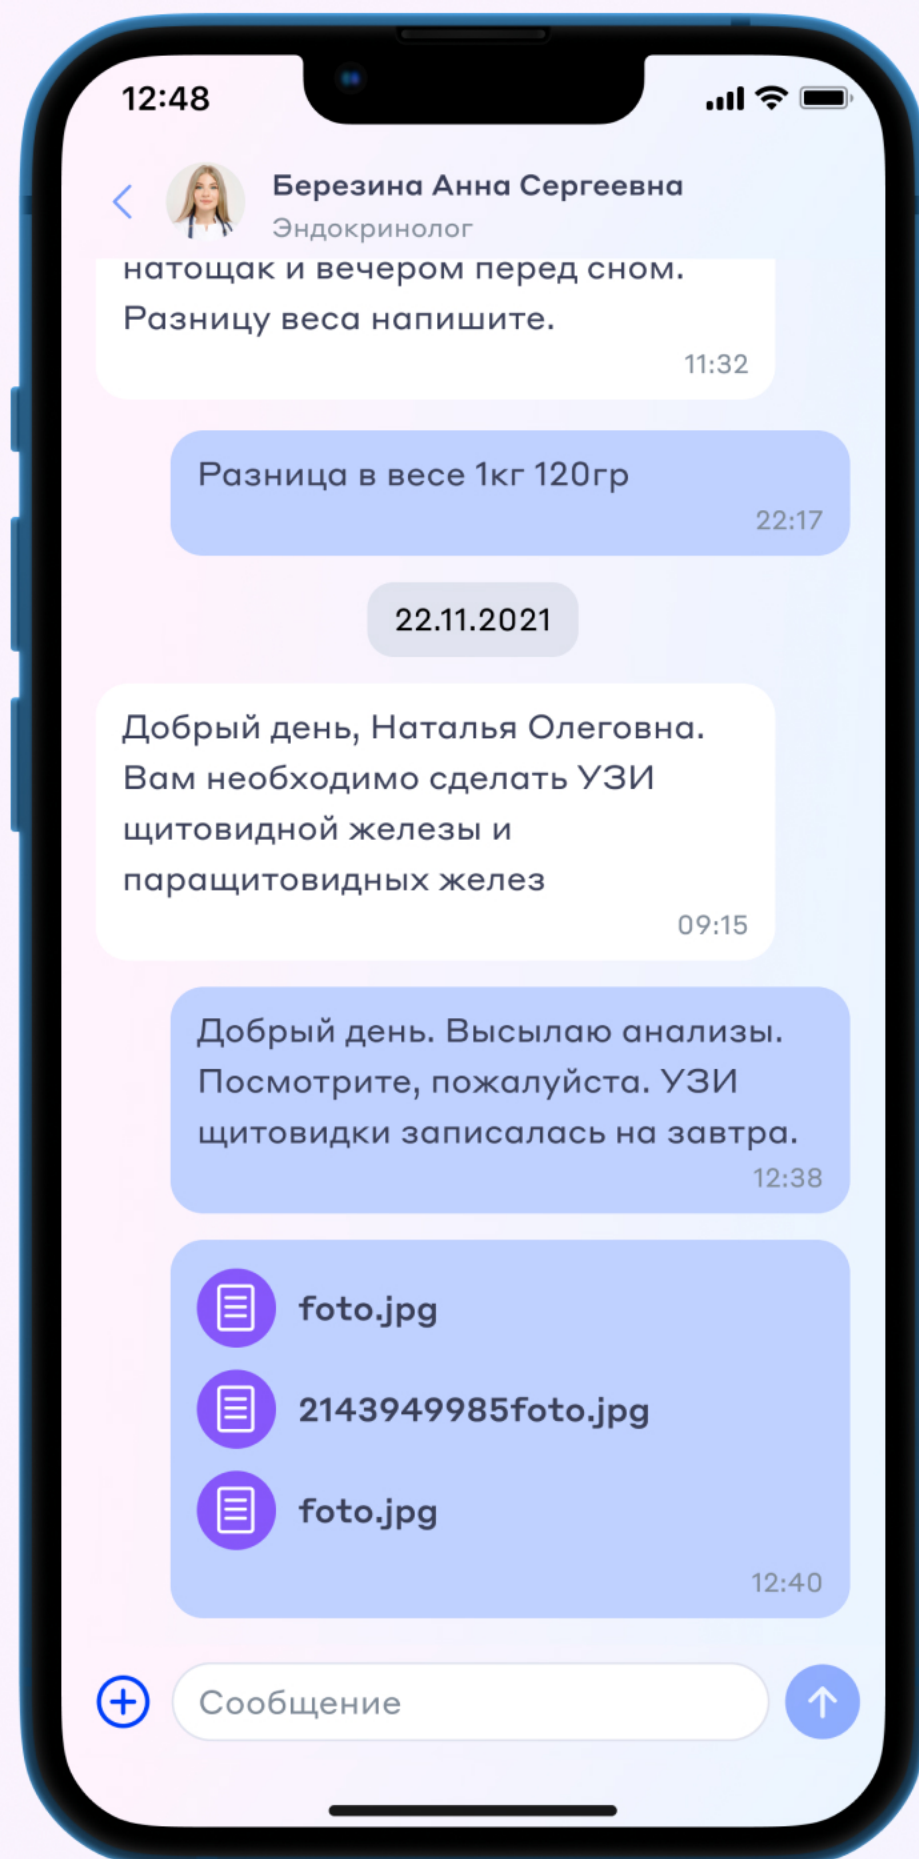 12:48
Березина Анна Сергеевна
Эндокринолог
натощак и вечером перед сном.
Разницу веса напишите.
11:32
Разница в весе 1кг 120гр
22:17
22.11.2021
Добрый день, Наталья Олеговна.
Вам необходимо сделать УЗИ
щитовидной железы и
паращитовидных желез
09:15
Добрый день. Высылаю анализы.
Посмотрите, пожалуйста. УЗИ
щитовидки записалась на завтра.
12:38
foto.jpg
2143949985foto.jpg
foto.jpg
12:40
Сообщение